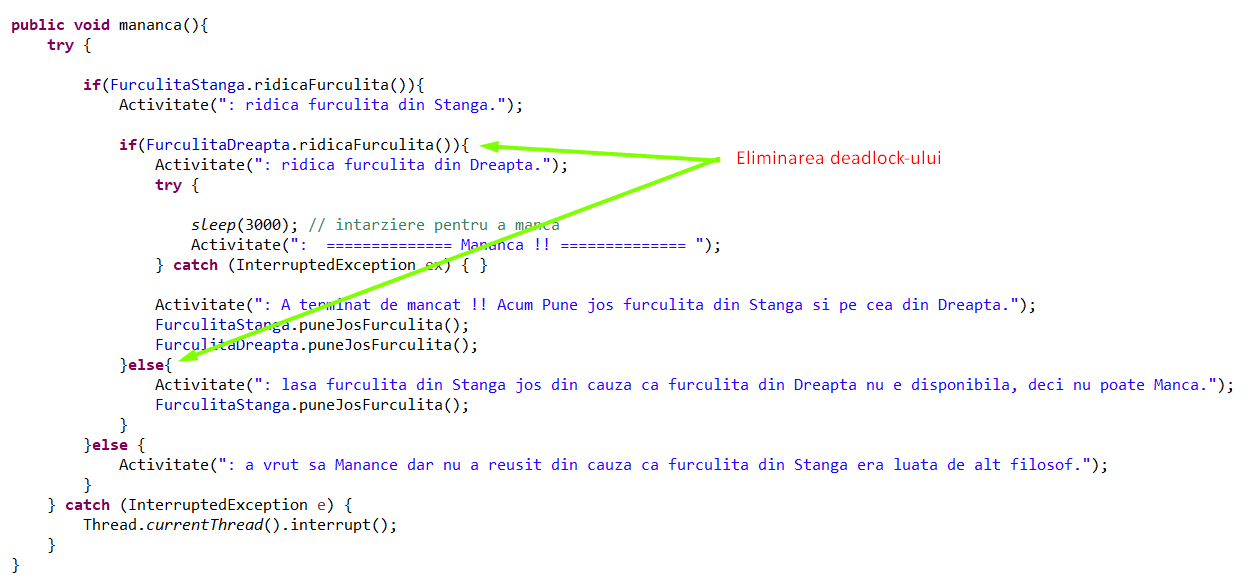 public void mananca(){
try {
if(FurculitaStanga.ridicaFurculita()){
Activitate(": ridica furculita din Stanga.");
if(FurculitaDreapta.ridicaFurculita()){
Eliminarea deadlock-ului
Activitate(": ridica furculita din Dreapta.");
try {
sleep(3000); // intarziere pentru a manca
Activitate(":  ============== Mananca !! ============== ");
} catch (InterruptedException ex) { }
Activitate(": A terminat de mancat !! Acum Pune jos furculita din Stanga si pe cea din Dreapta.");
FurculitaStanga.puneJosFurculita();
FurculitaDreapta.puneJosFurculita();
}else{
Activitate(": lasa furculita din Stanga jos din cauza ca furculita din Dreapta nu e disponibila, deci nu poate Manca.");
FurculitaStanga.puneJosFurculita();
}
}else {
Activitate(": a vrut sa Manance dar nu a reusit din cauza ca furculita din Stanga era luata de alt filosof.");
}
} catch (InterruptedException e) {
Thread.currentThread().interrupt();
}
}